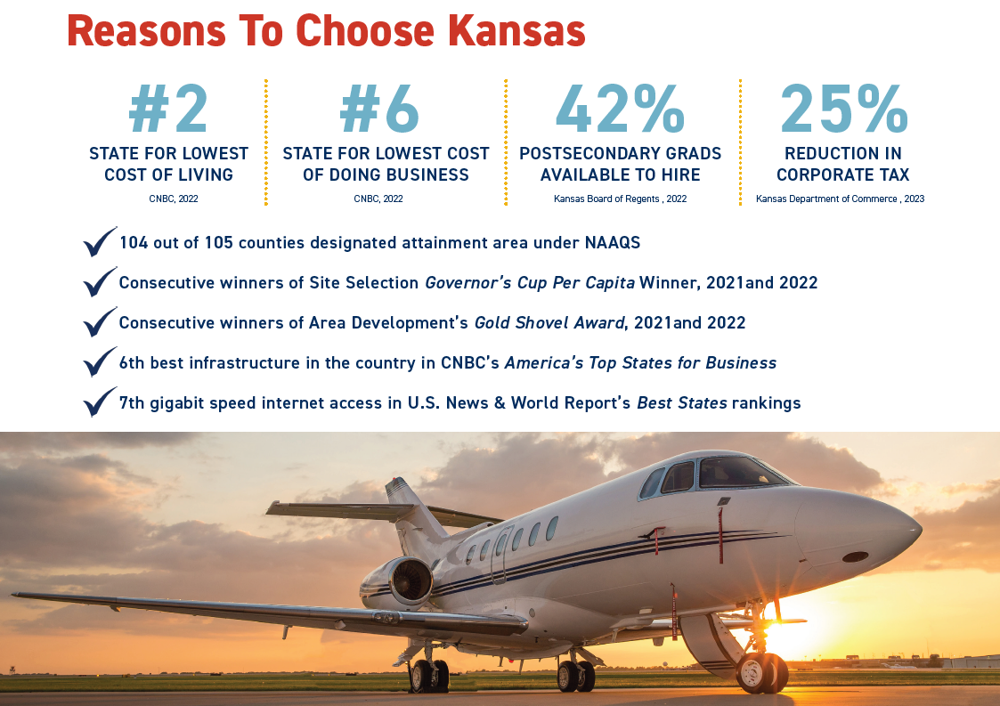 Reasons To Choose Kansas
#2
STATE FOR LOWEST
COST OF LIVING
CNBC, 2022
#6
STATE FOR LOWEST COST
OF DOING BUSINESS
CNBC, 2022
42%
POSTSECONDARY GRADS
AVAILABLE TO HIRE
Kansas Board of Regents , 2022
25%
REDUCTION IN
CORPORATE TAX
Kansas Department of Commerce , 2023
104 out of 105 counties designated attainment area under NAAQS
Consecutive winners of Site Selection Governor's Cup Per Capita Winner, 2021and 2022
Consecutive winners of Area Development's Gold Shovel Award, 2021and 2022
6th best infrastructure in the country in CNBC's America's Top States for Business
7th gigabit speed internet access in U.S. News & World Report's Best States rankings